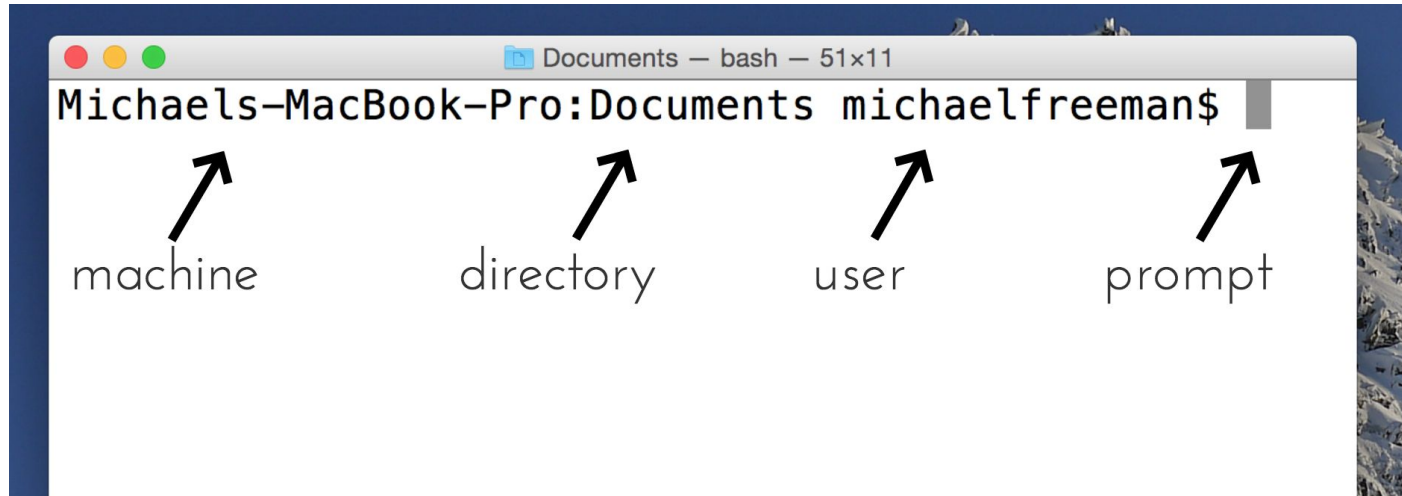 Documents — bash — 51×11
Michaels-MacBook-Pro:Documents michaelfreeman$
machine directory user prompt